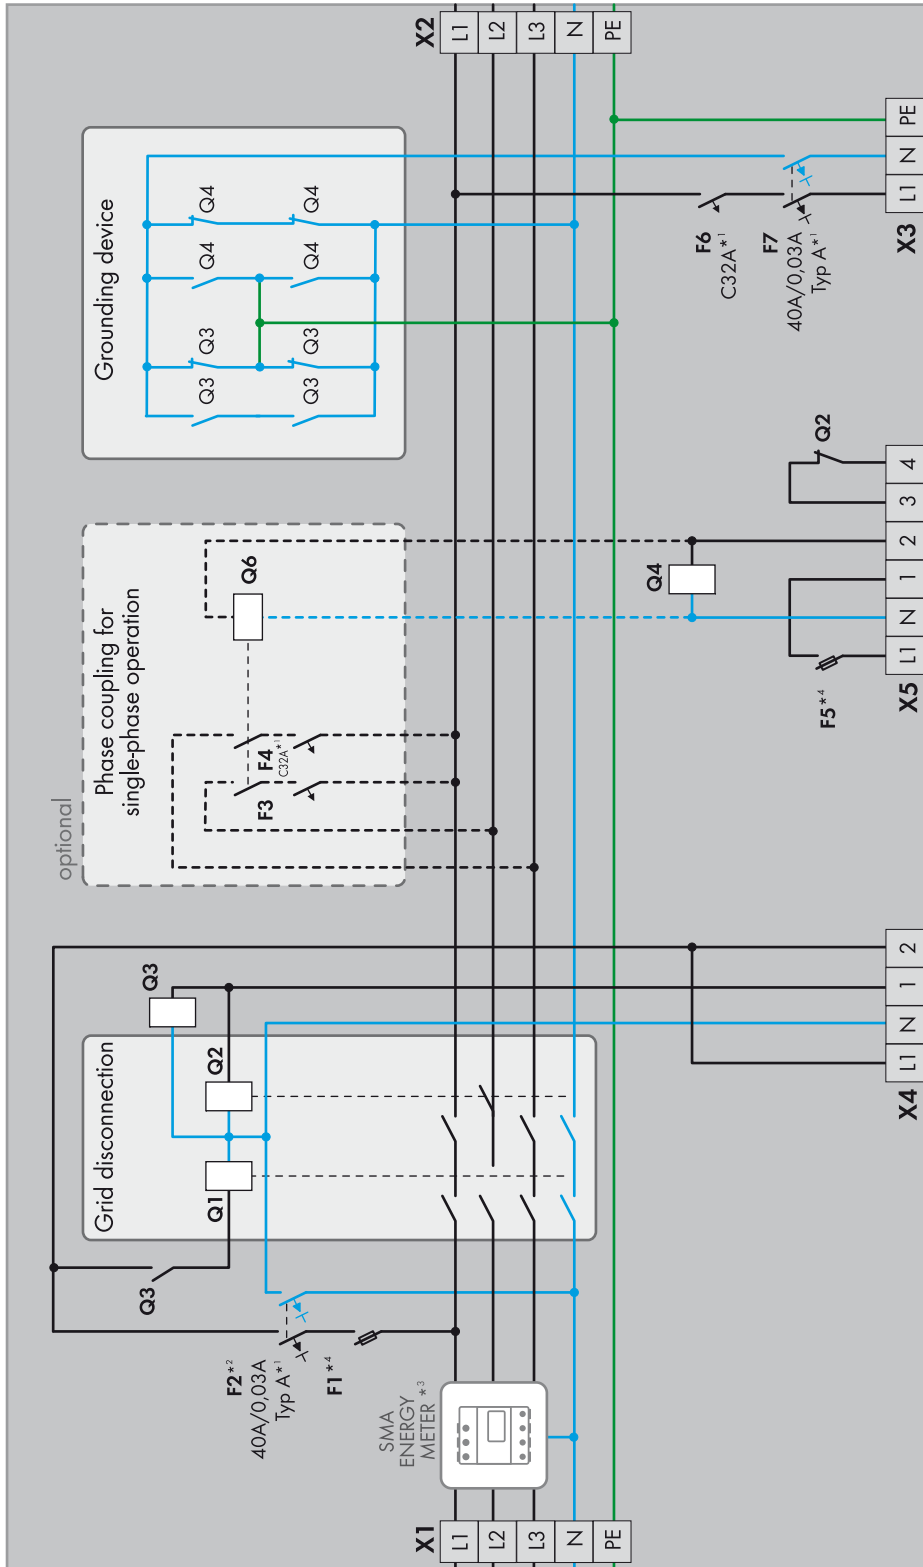 optional
Grid disconnection
Phase coupling for
single-phase operation
Grounding device
Q3
Q3
Q1
Q2
Q6
Q3
Q3
Q4
Q4
F2*²
40A/0,03A
Typ A*¹
F1*⁴
F3
F4
C32A*¹
Q3
Q3
Q4
Q4
SMA
ENERGY
METER*³
X1
L1
L2
L3
N
PE
X2
L1
L2
L3
N
PE
Q4
F6
C32A*¹
F7
40A/0,03A
Typ A*¹
F5*⁴
Q2
X4
L1
N
1
2
X5
L1
N
1
2
3
4
X3
L1
N
PE